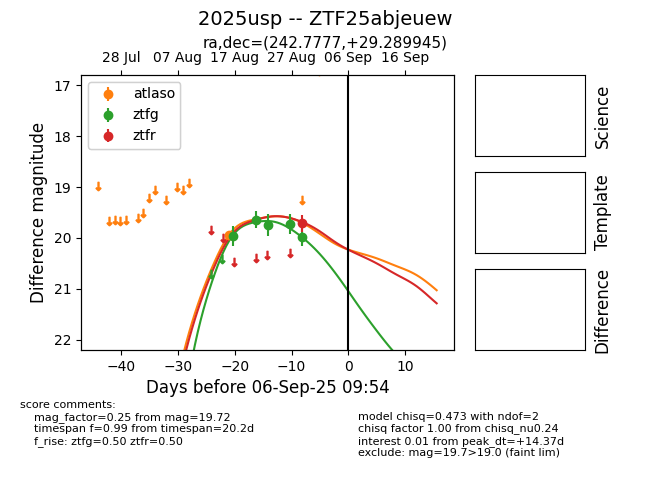 2025usp -- ZTF25abjeuew
ra,dec=(242.7777,+29.289945)
28 Jul 07 Aug 17 Aug 27 Aug 06 Sep 16 Sep
atlaso
ztfg
ztfr
17
18
19
20
21
22
Difference magnitude
−40 −30 −20 −10 0 10
Days before 06-Sep-25 09:54
Science
Template
Difference
score comments:
mag_factor=0.25 from mag=19.72
timespan f=0.99 from timespan=20.2d
f_rise: ztfg=0.50 ztfr=0.50
model chisq=0.473 with ndof=2
chisq factor 1.00 from chisq_nu0.24
interest 0.01 from peak_dt=+14.37d
exclude: mag=19.7>19.0 (faint lim)